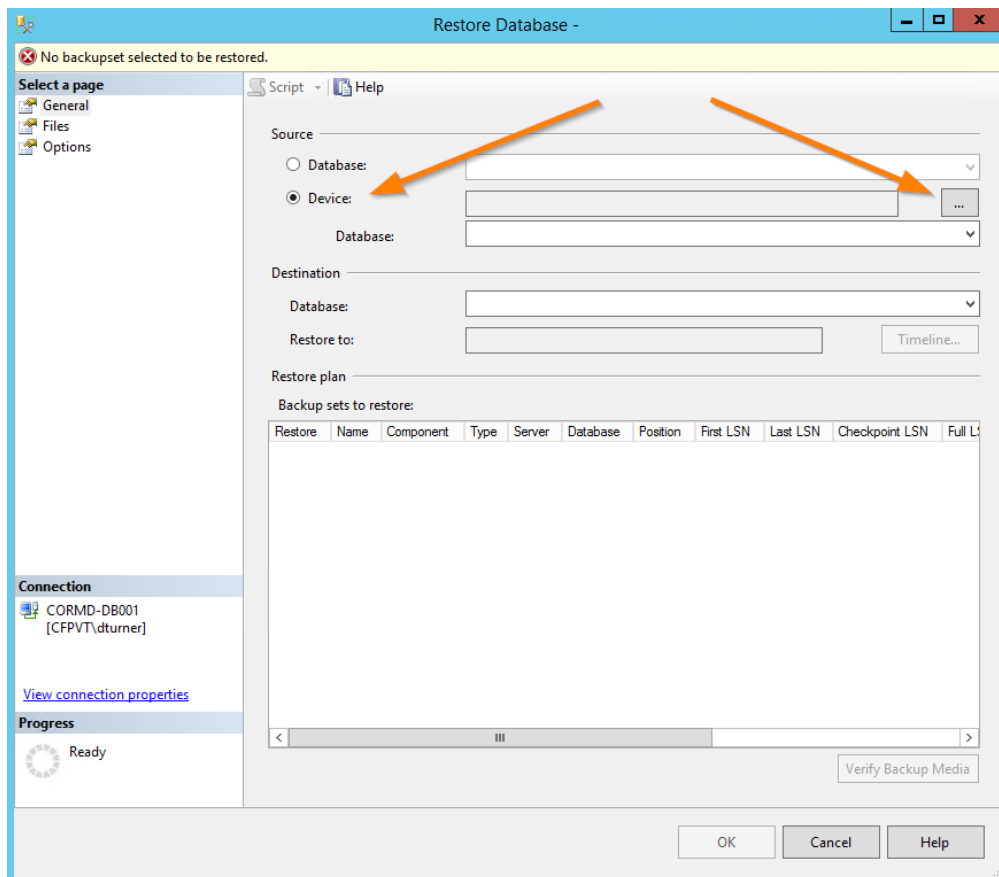 Restore Database -
No backupset selected to be restored.
Select a page
General
Files
Options
Script
Help
Source
Database:
Device:
...
Database:
Destination
Database:
Restore to:
Timeline...
Restore plan
Backup sets to restore:
Restore Name Component Type Server Database Position First LSN Last LSN Checkpoint LSN Full L
Connection
CORMD-DB001
[CFPVT\dturner]
View connection properties
Progress
Ready
Verify Backup Media
OK Cancel Help